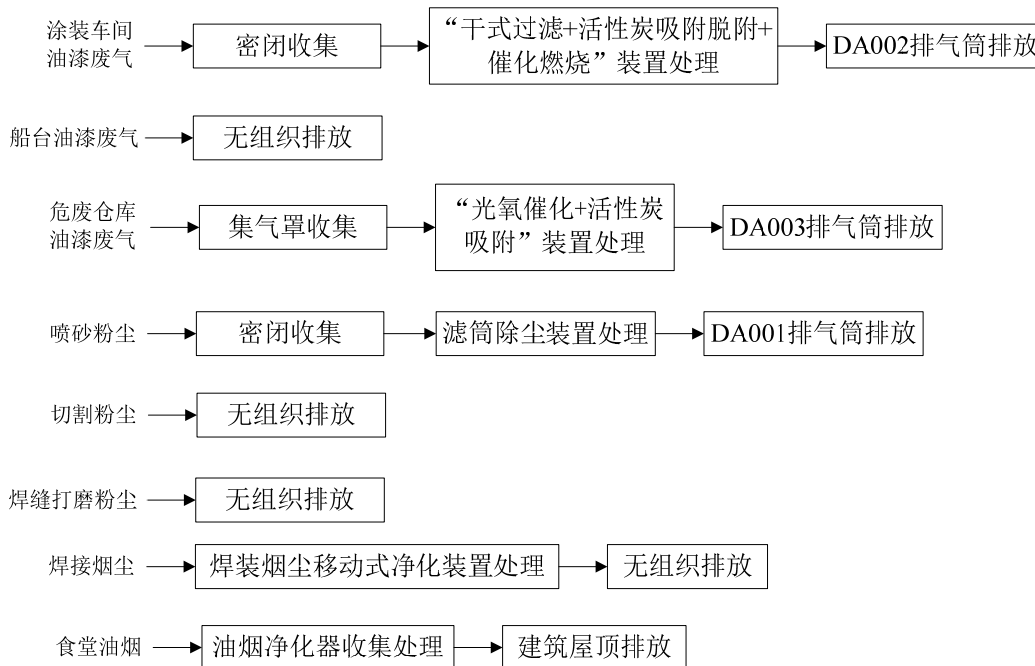 涂装车间
油漆废气
密闭收集
“干式过滤+活性炭吸附脱附+
催化燃烧”装置处理
DA002排气筒排放
船台油漆废气
无组织排放
危废仓库
油漆废气
集气罩收集
“光氧催化+活性炭
吸附”装置处理
DA003排气筒排放
喷砂粉尘
密闭收集
滤筒除尘装置处理
DA001排气筒排放
切割粉尘
无组织排放
焊缝打磨粉尘
无组织排放
焊接烟尘
焊装烟尘移动式净化装置处理
无组织排放
食堂油烟
油烟净化器收集处理
建筑屋顶排放